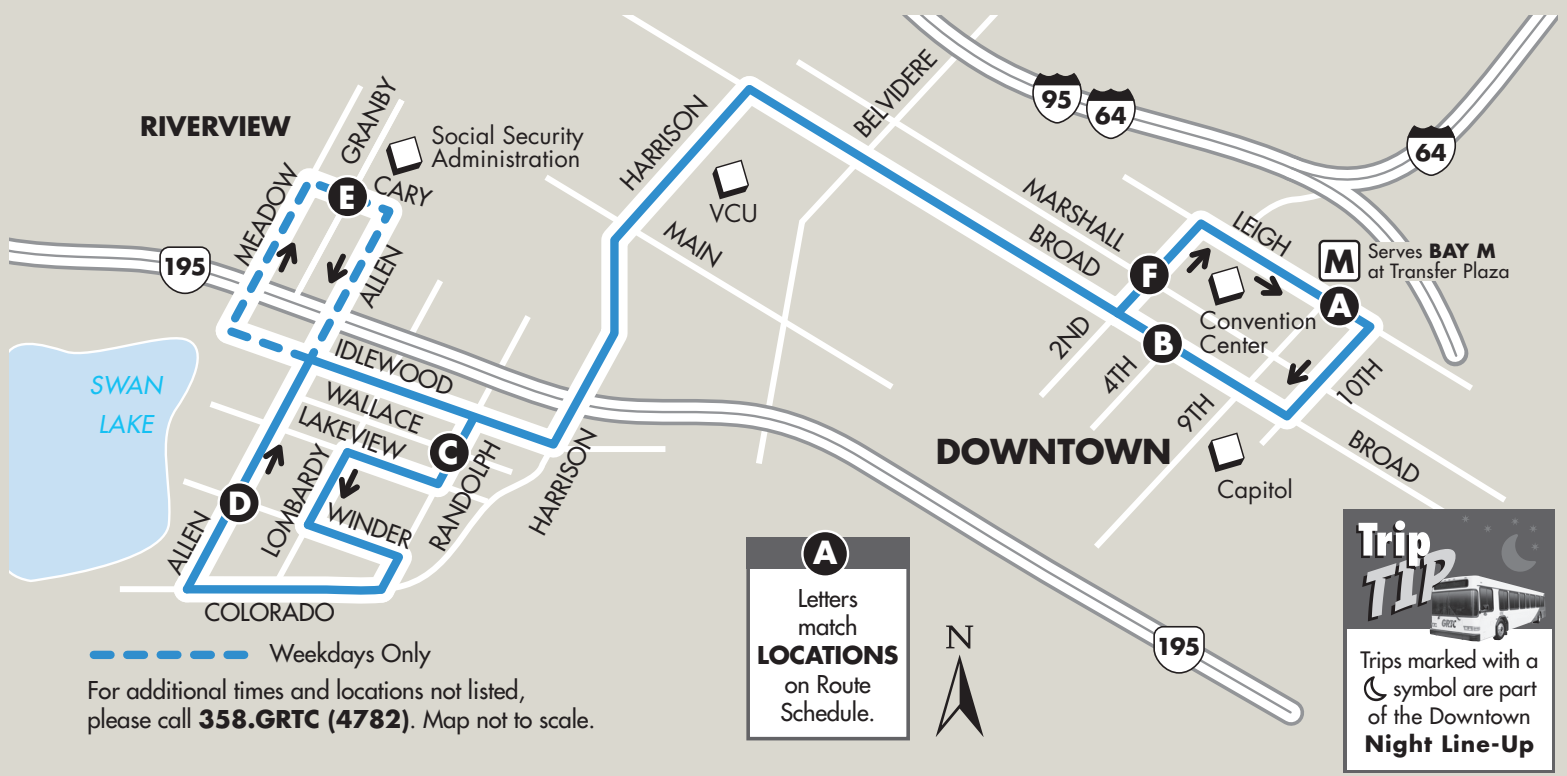 RIVERVIEW
GRANBY
Social Security
Administration
MEADOW
E
CARY
195
ALLEN
SWAN
LAKE
IDLEWOOD
WALLACE
LAKEVIEW
C
LOMBARDY
D
WINDER
RANDOLPH
HARRISON
ALLEN
COLORADO
HARRISON
VCU
MAIN
BELVIDERE
95
64
64
MARSHALL
BROAD
LEIGH
F
M
Serves BAY M
at Transfer Plaza
A
Convention
Center
2ND
B
4TH
9TH
10TH
DOWNTOWN
BROAD
Capitol
195
Weekdays Only
For additional times and locations not listed,
please call 358.GRTC (4782). Map not to scale.
A
Letters
match
LOCATIONS
on Route
Schedule.
N
Trip
TIP
GRTC
Trips marked with a
symbol are part
of the Downtown
Night Line-Up